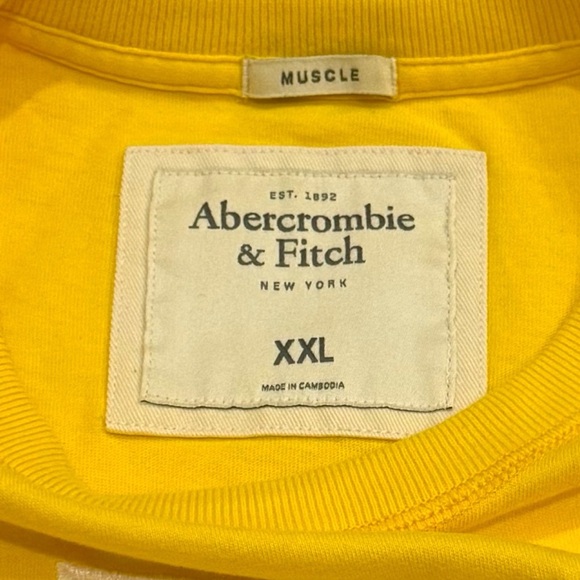 MUSCLE
EST. 1892
Abercrombie
& Fitch
NEW YORK
XXL
MADE IN CAMBODIA